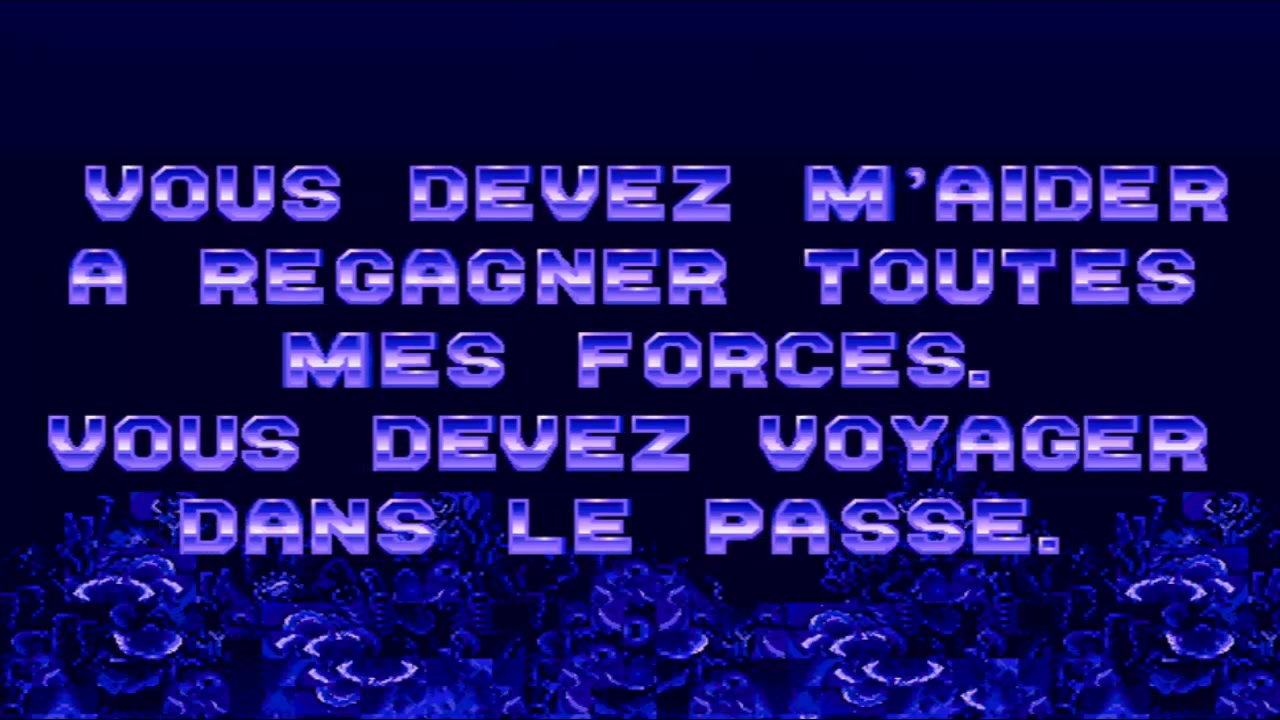 VOUS DEVEZ M'AIDER
A REGAGNER TOUTES
MES FORCES.
VOUS DEVEZ VOYAGER
DANS LE PASSE.